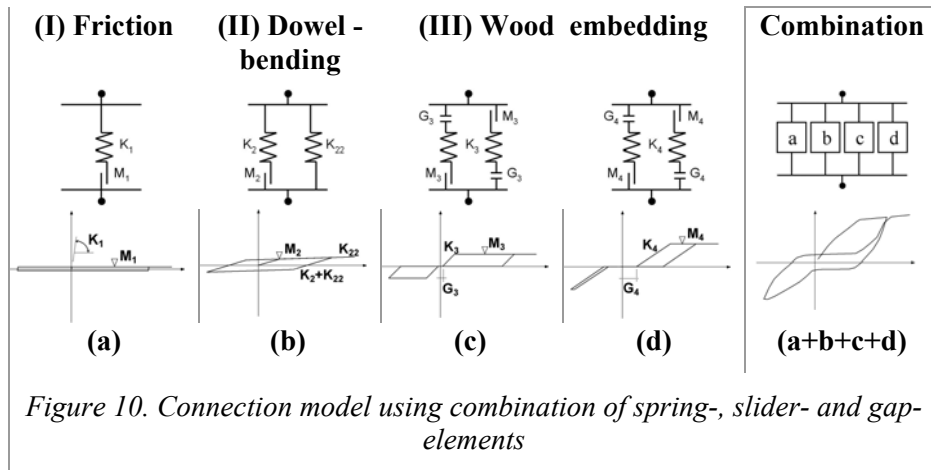 (I) Friction
(II) Dowel -
bending
(III) Wood embedding
Combination
K1
M1
K2
K22
M2
G3
M3
K3
M3
G3
G4
M4
K4
M4
G4
a
b
c
d
K1
M1
M2
K22
K2+K22
K3
M3
G3
K4
M4
G4
(a)
(b)
(c)
(d)
(a+b+c+d)
Figure 10. Connection model using combination of spring-, slider- and gap-
elements